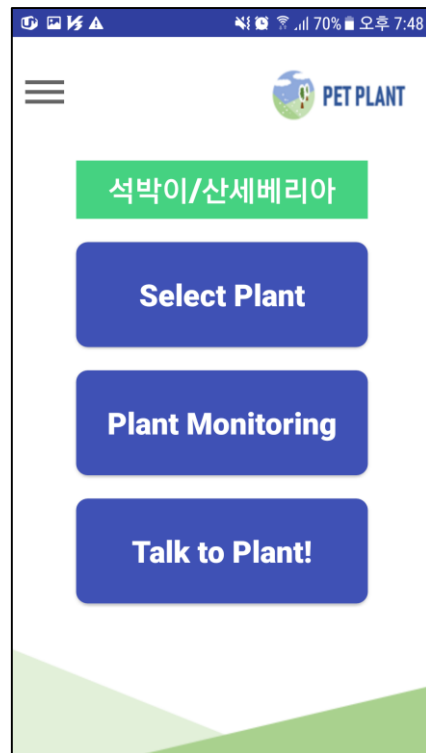 70% 오후 7:48
PET PLANT
석박이/산세베리아
Select Plant
Plant Monitoring
Talk to Plant!